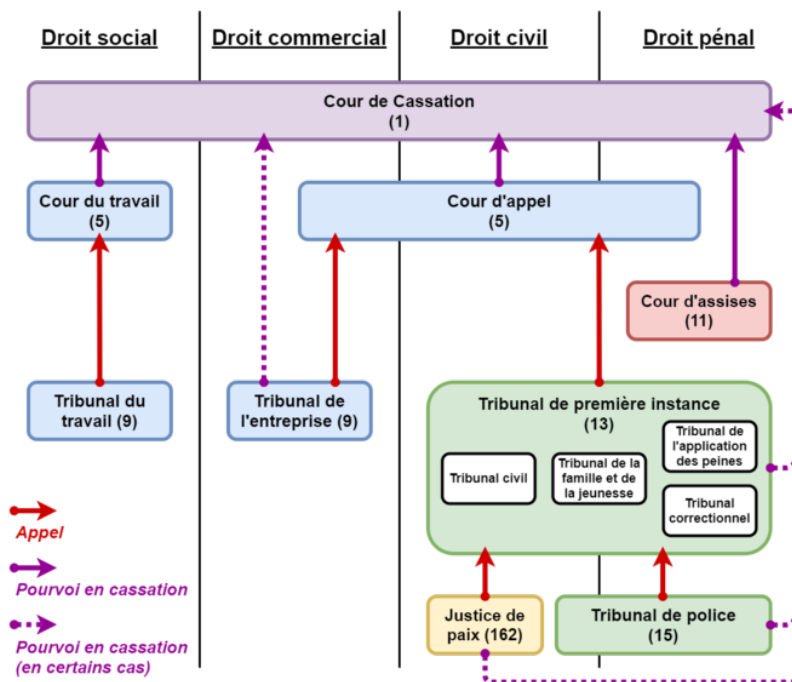 Droit social
Droit commercial
Droit civil
Droit pénal
Cour de Cassation
(1)
Cour du travail
(5)
Cour d'appel
(5)
Cour d'assises
(11)
Tribunal du
travail (9)
Tribunal de
l'entreprise (9)
Tribunal de première instance
(13)
Tribunal civil
Tribunal de la
famille et de
la jeunesse
Tribunal de
l'application
des peines
Tribunal
correctionnel
Appel
Pourvoi en cassation
Pourvoi en cassation
(en certains cas)
Justice de
paix (162)
Tribunal de police
(15)